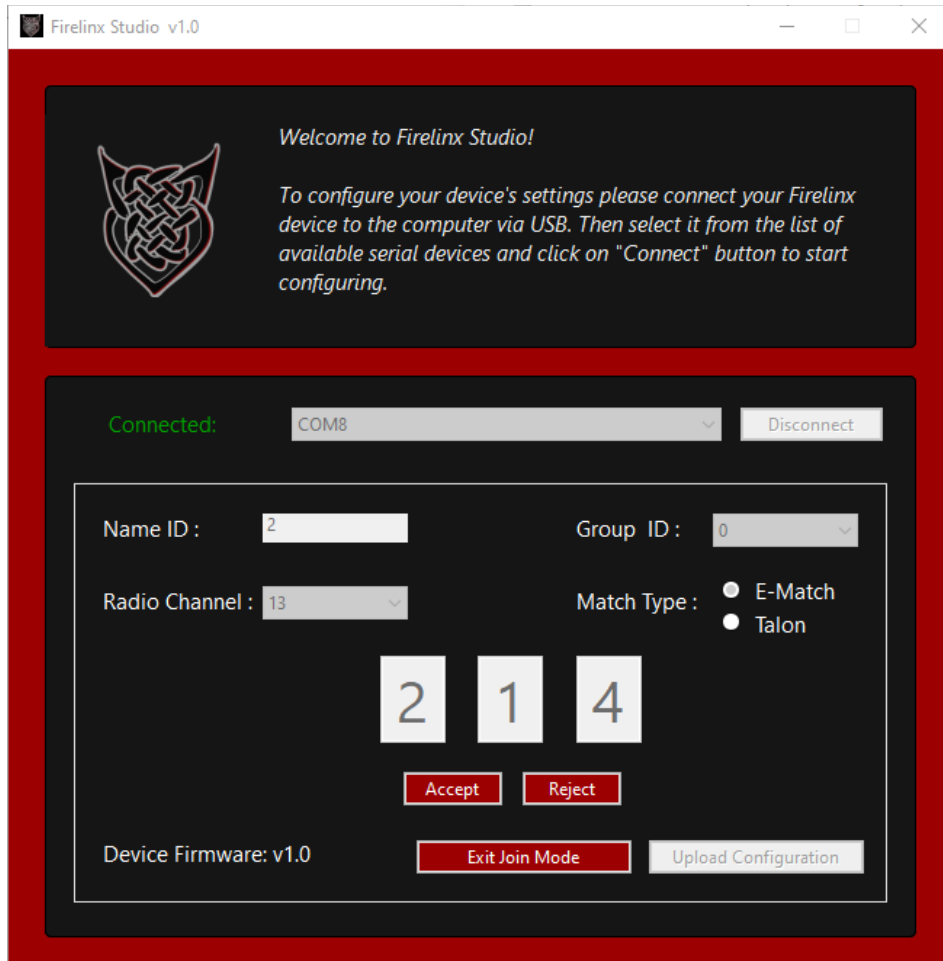 Firelinx Studio v1.0
Welcome to Firelinx Studio!
To configure your device's settings please connect your Firelinx
device to the computer via USB. Then select it from the list of
available serial devices and click on "Connect" button to start
configuring.
Connected: COM8 Disconnect
Name ID : 2 Group ID : 0
Radio Channel : 13 Match Type : E-Match
Talon
2 1 4
Accept Reject
Device Firmware: v1.0 Exit Join Mode Upload Configuration